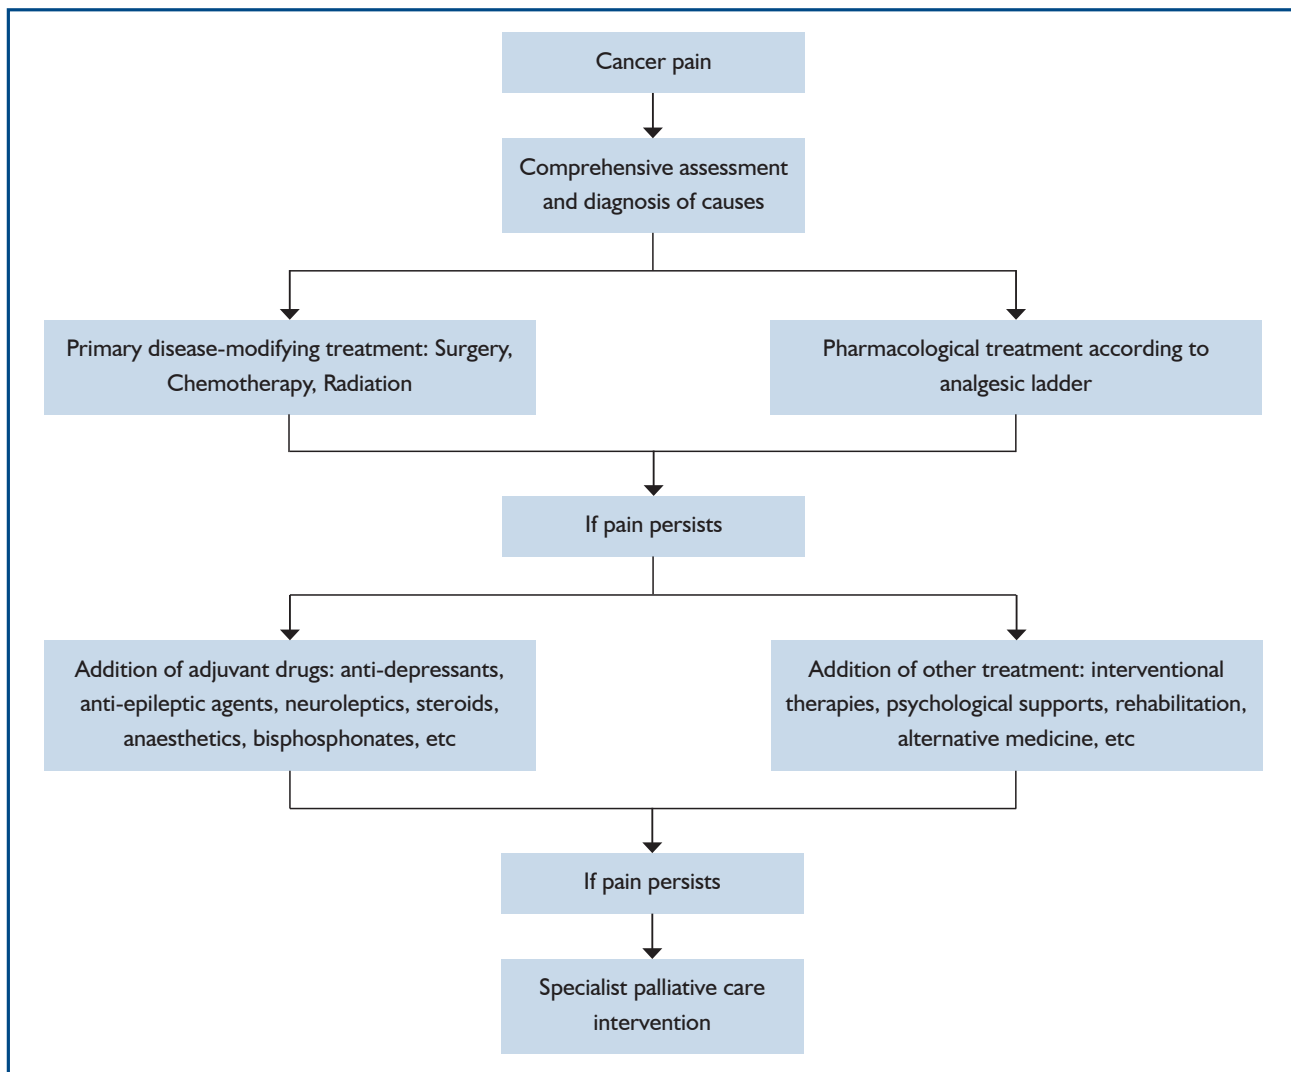 Cancer pain
Comprehensive assessment
and diagnosis of causes
Primary disease-modifying treatment: Surgery,
Chemotherapy, Radiation
Pharmacological treatment according to
analgesic ladder
If pain persists
Addition of adjuvant drugs: anti-depressants,
anti-epileptic agents, neuroleptics, steroids,
anaesthetics, bisphosphonates, etc
Addition of other treatment: interventional
therapies, psychological supports, rehabilitation,
alternative medicine, etc
If pain persists
Specialist palliative care
intervention